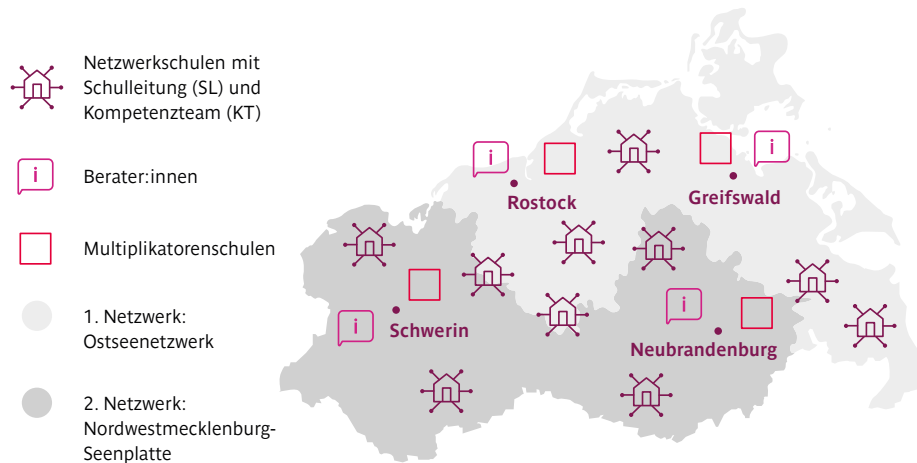 Netzwerkschulen mit
Schulleitung (SL) und
Kompetenzteam (KT)
i
Berater:innen
Multiplikatorenschulen
1. Netzwerk:
Ostseenetzwerk
2. Netzwerk:
Nordwestmecklenburg-
Seenplatte
i
i
Rostock
Greifswald
i
i
Schwerin
Neubrandenburg